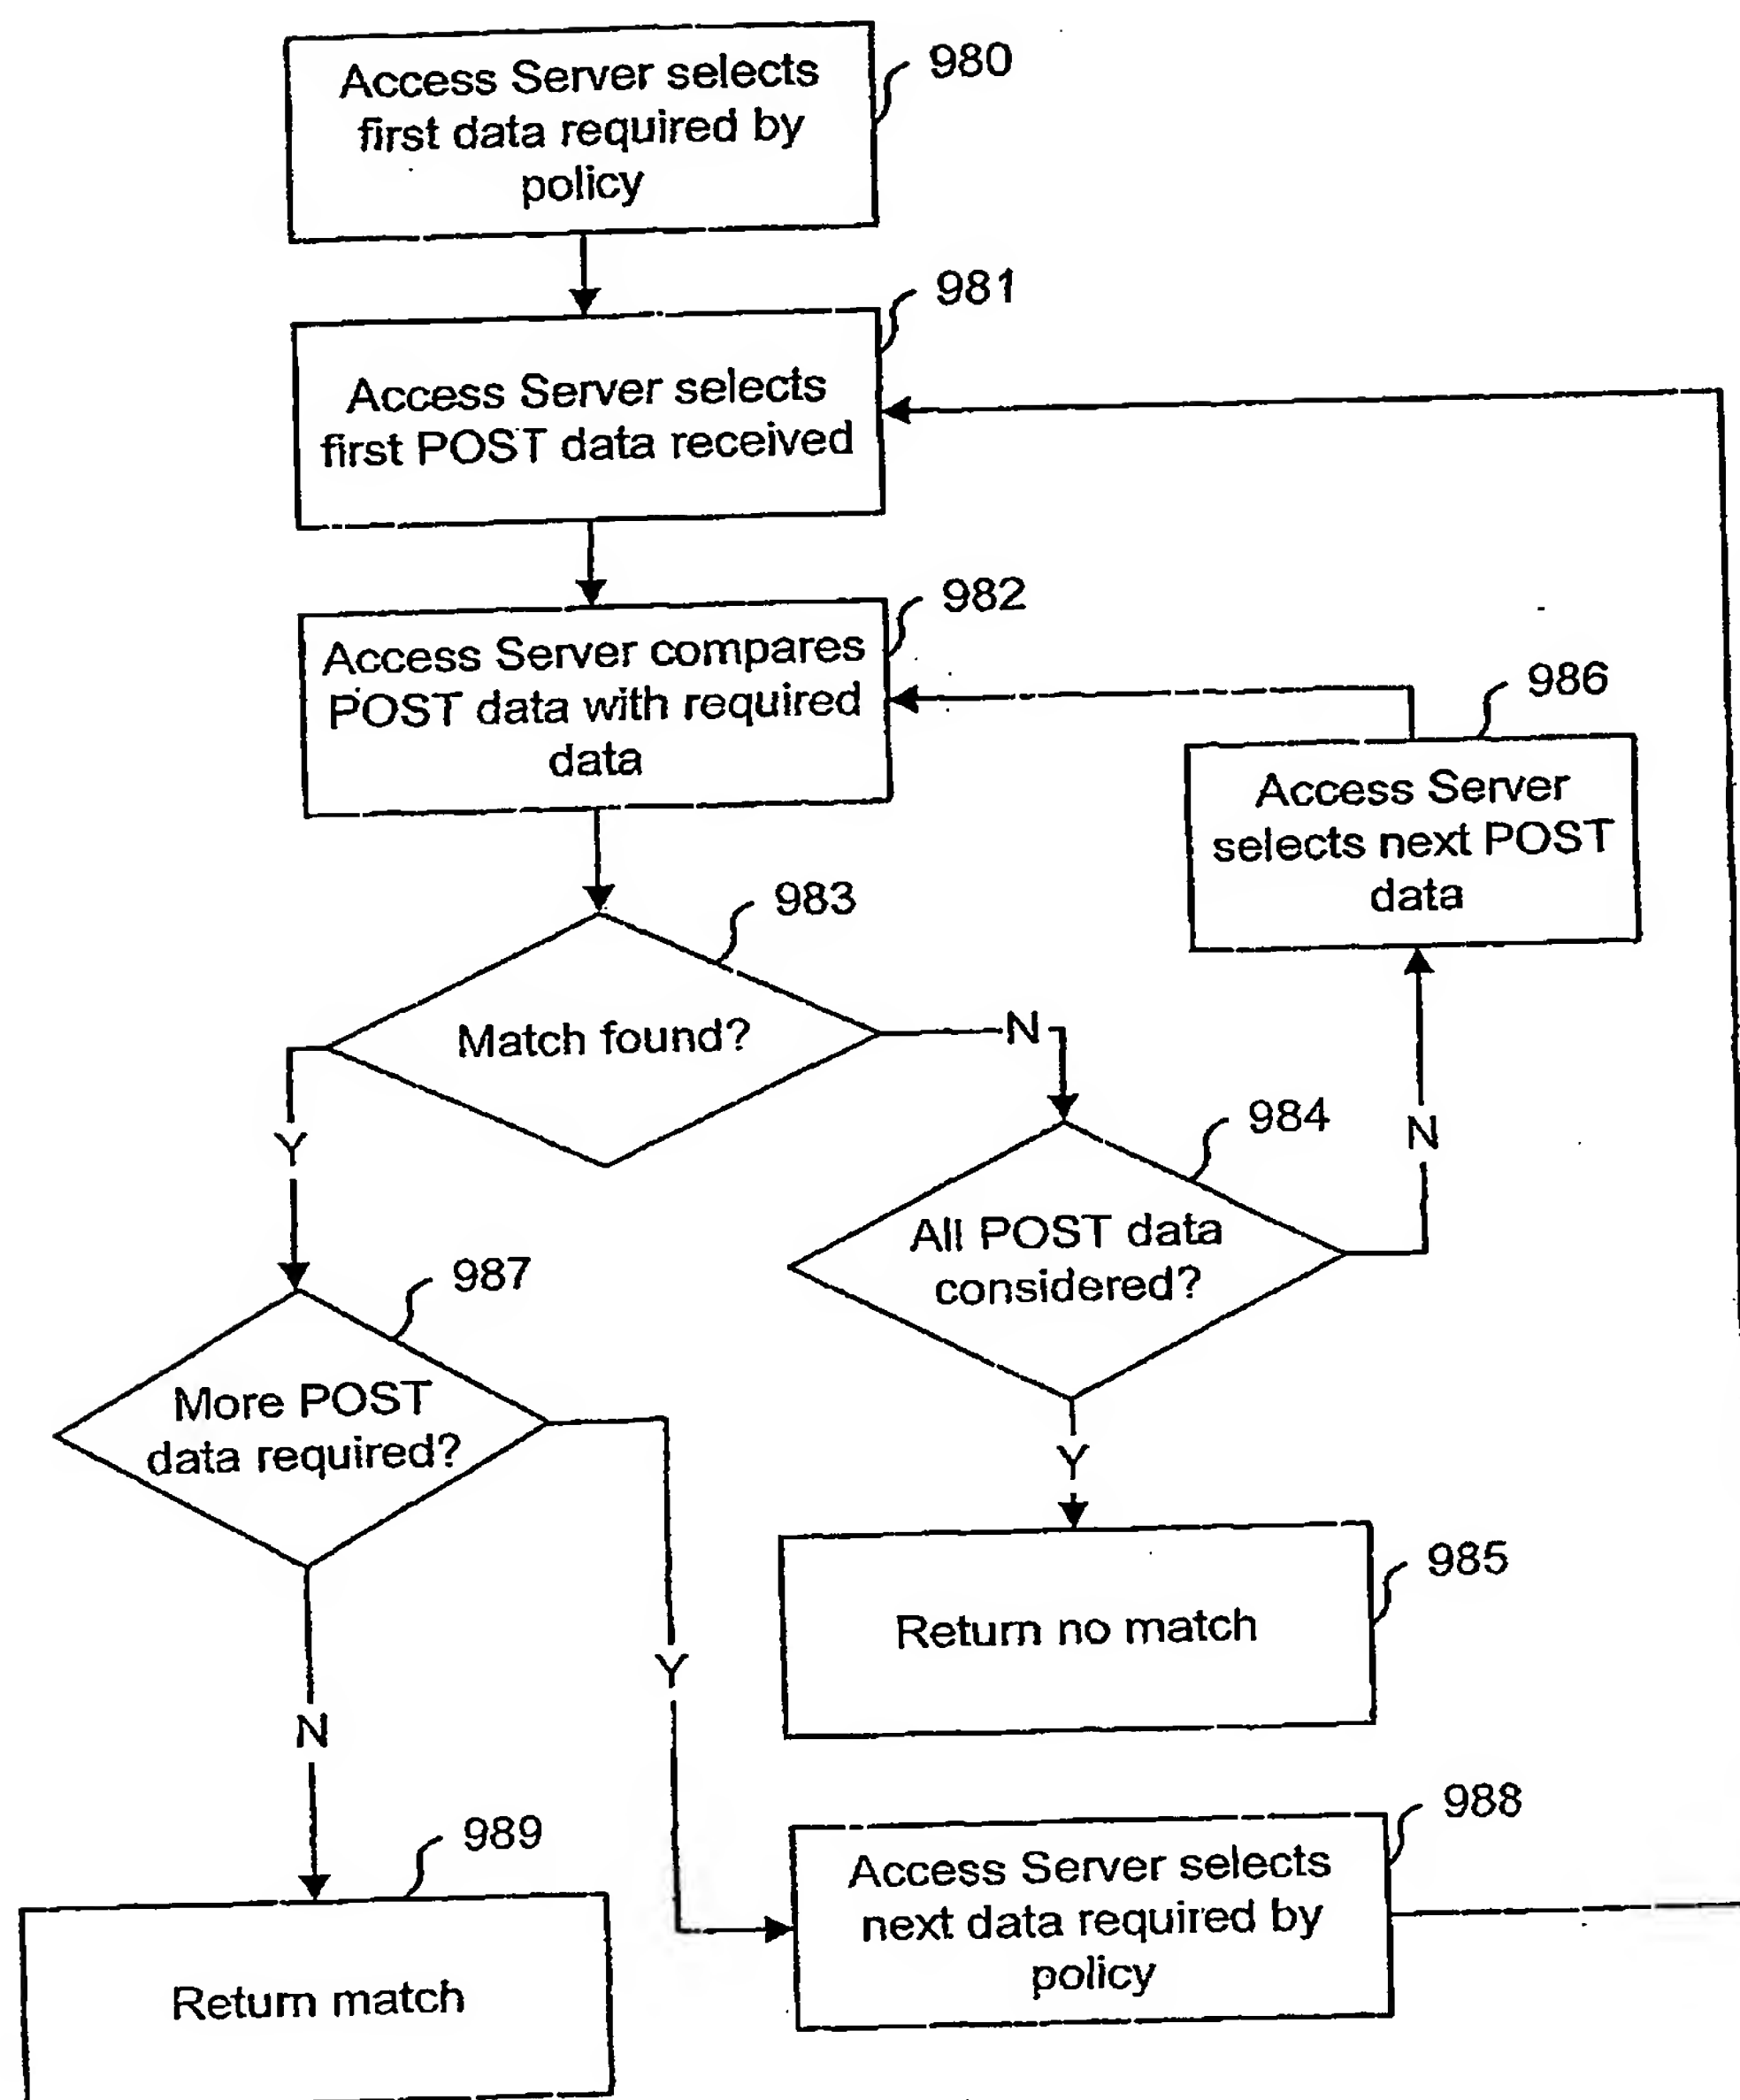 Access Server selects
first data required by
policy
980
981
Access Server selects
first POST data received
982
Access Server compares
POST data with required
data
986
Access Server
selects next POST
data
983
Match found?
N
Y
984
N
All POST data
considered?
987
More POST
data required?
Y
985
Return no match
Y
N
988
Access Server selects
next data required by
policy
989
Return match